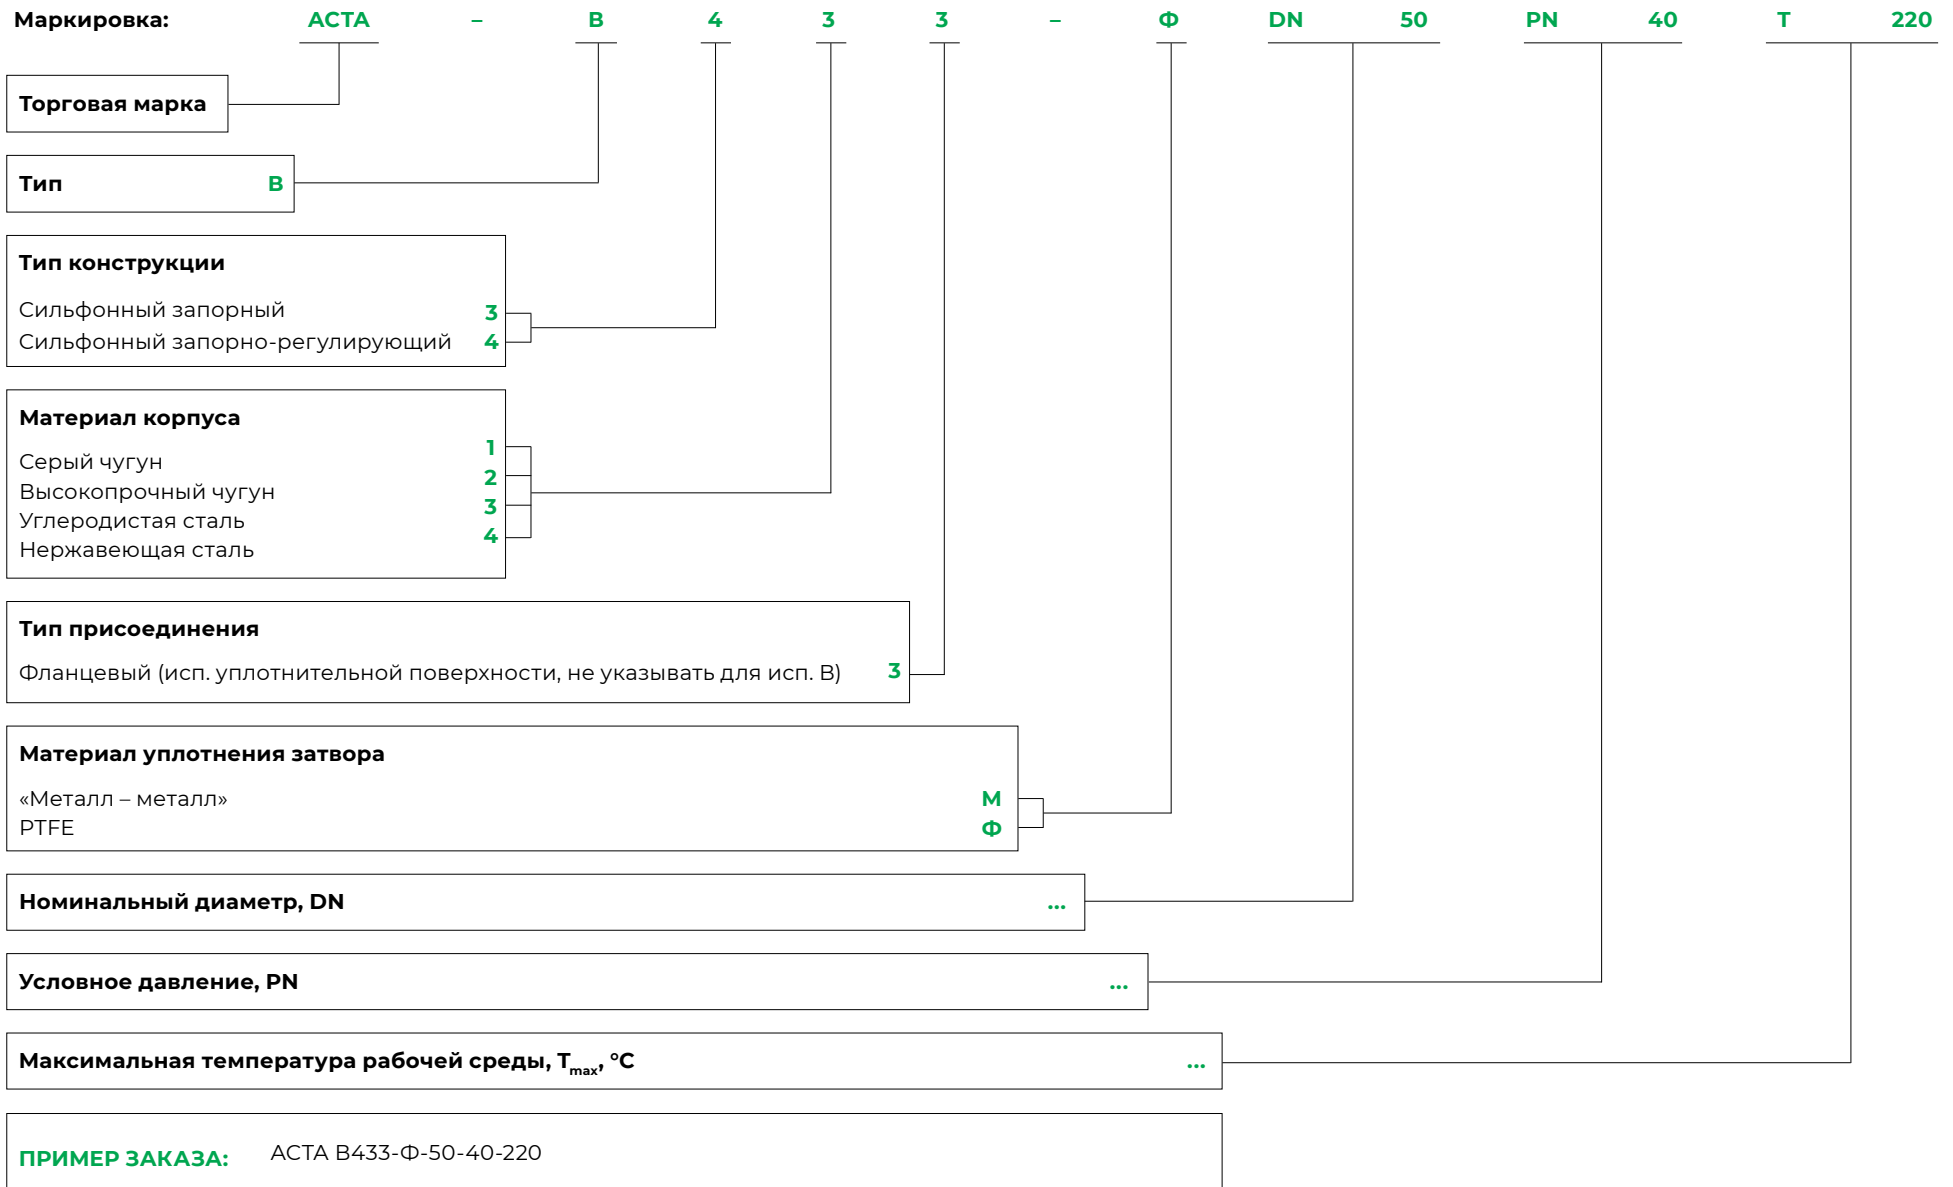 Маркировка: АСТА – В 4 3 3 – Ф DN 50 PN 40 Т 220
Торговая марка
Тип В
Тип конструкции
Сильфонный запорный 3
Сильфонный запорно-регулирующий 4
Материал корпуса
Серый чугун 1
Высокопрочный чугун 2
Углеродистая сталь 3
Нержавеющая сталь 4
Тип присоединения
Фланцевый (исп. уплотнительной поверхности, не указывать для исп. В) 3
Материал уплотнения затвора
«Металл – металл» М
PTFE Ф
Номинальный диаметр, DN ...
Условное давление, PN ...
Максимальная температура рабочей среды, Tmax, °С ...
ПРИМЕР ЗАКАЗА: АСТА В433-Ф-50-40-220